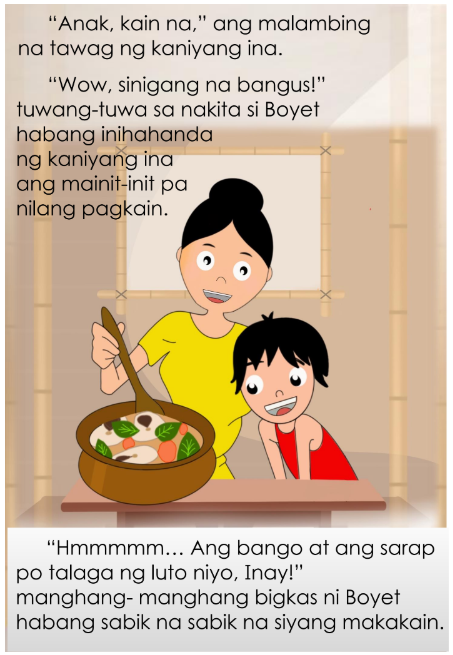 “Anak, kain na,” ang malambing
na tawag ng kaniyang ina.
“Wow, sinigang na bangus!”
tuwang-tuwa sa nakita si Boyet
habang inihahanda
ng kaniyang ina
ang mainit-init pa
nilang pagkain.
“Hmmmmm... Ang bango at ang sarap
po talaga ng luto niyo, Inay!”
manghang- manghang bigkas ni Boyet
habang sabik na sabik na siyang makakain.